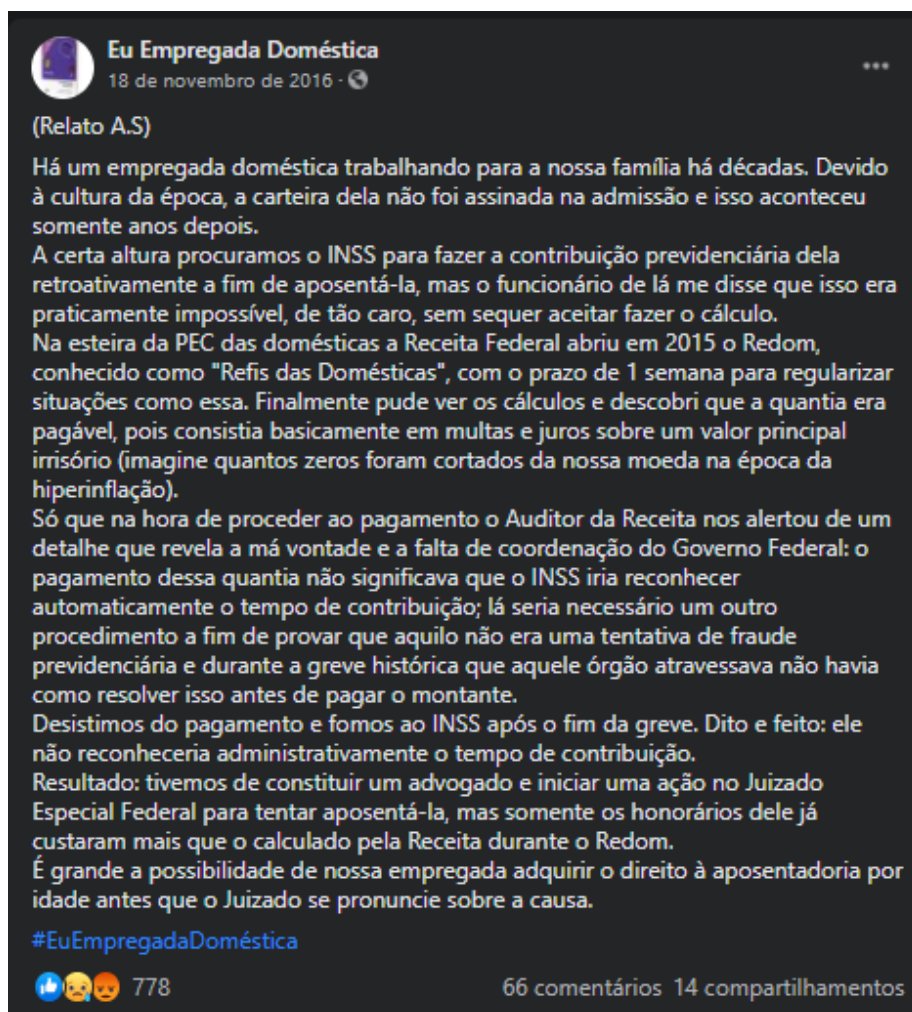 Eu Empregada Doméstica
18 de novembro de 2016 ·
(Relato A.S)
Há um empregada doméstica trabalhando para a nossa família há décadas. Devido
à cultura da época, a carteira dela não foi assinada na admissão e isso aconteceu
somente anos depois.
A certa altura procuramos o INSS para fazer a contribuição previdenciária dela
retroativamente a fim de aposentá-la, mas o funcionário de lá me disse que isso era
praticamente impossível, de tão caro, sem sequer aceitar fazer o cálculo.
Na esteira da PEC das domésticas a Receita Federal abriu em 2015 o Redom,
conhecido como "Refis das Domésticas", com o prazo de 1 semana para regularizar
situações como essa. Finalmente pude ver os cálculos e descobri que a quantia era
pagável, pois consistia basicamente em multas e juros sobre um valor principal
irrisório (imagine quantos zeros foram cortados da nossa moeda na época da
hiperinflação).
Só que na hora de proceder ao pagamento o Auditor da Receita nos alertou de um
detalhe que revela a má vontade e a falta de coordenação do Governo Federal: o
pagamento dessa quantia não significava que o INSS iria reconhecer
automaticamente o tempo de contribuição; lá seria necessário um outro
procedimento a fim de provar que aquilo não era uma tentativa de fraude
previdenciária e durante a greve histórica que aquele órgão atravessava não havia
como resolver isso antes de pagar o montante.
Desistimos do pagamento e fomos ao INSS após o fim da greve. Dito e feito: ele
não reconheceria administrativamente o tempo de contribuição.
Resultado: tivemos de constituir um advogado e iniciar uma ação no Juizado
Especial Federal para tentar aposentá-la, mas somente os honorários dele já
custaram mais que o calculado pela Receita durante o Redom.
É grande a possibilidade de nossa empregada adquirir o direito à aposentadoria por
idade antes que o Juizado se pronuncie sobre a causa.
#EuEmpregadaDoméstica
778 66 comentários 14 compartilhamentos